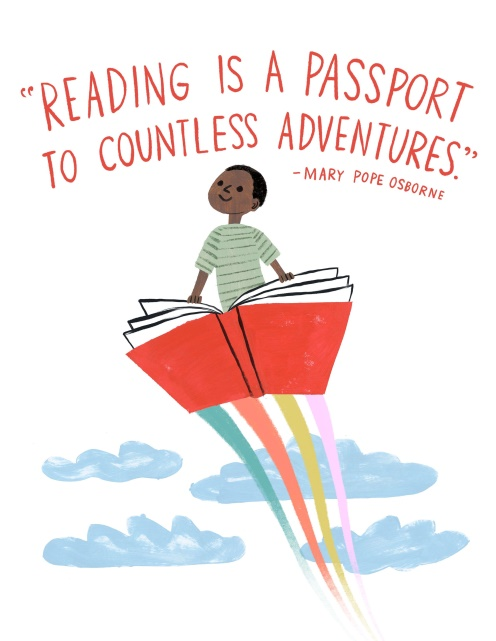 "READING IS A PASSPORT
TO COUNTLESS ADVENTURES."
-MARY POPE OSBORNE